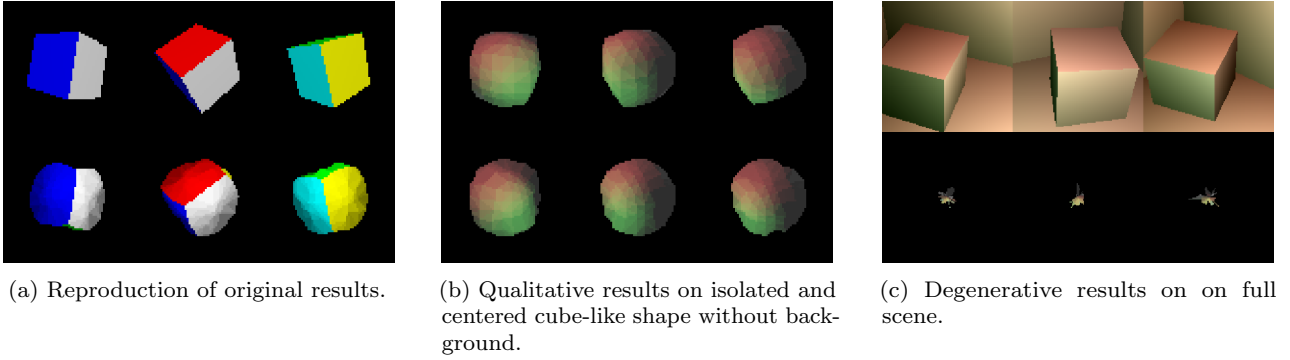 (a) Reproduction of original results.
(b) Qualitative results on isolated and
centered cube-like shape without back-
ground.
(c) Degenerative results on on full
scene.